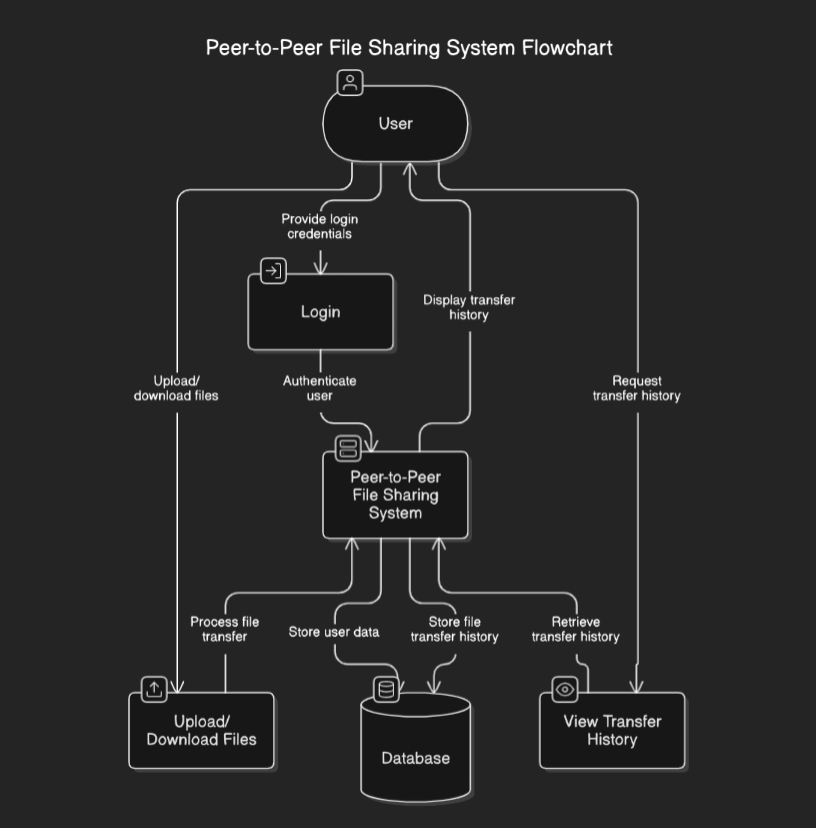 Peer-to-Peer File Sharing System Flowchart
User
Provide login
credentials
Login
Display transfer
history
Upload/
download files
Authenticate
user
Request
transfer history
Peer-to-Peer
File Sharing
System
Process file
transfer
Store user data
Store file
transfer history
Retrieve
transfer history
Upload/
Download Files
Database
View Transfer
History